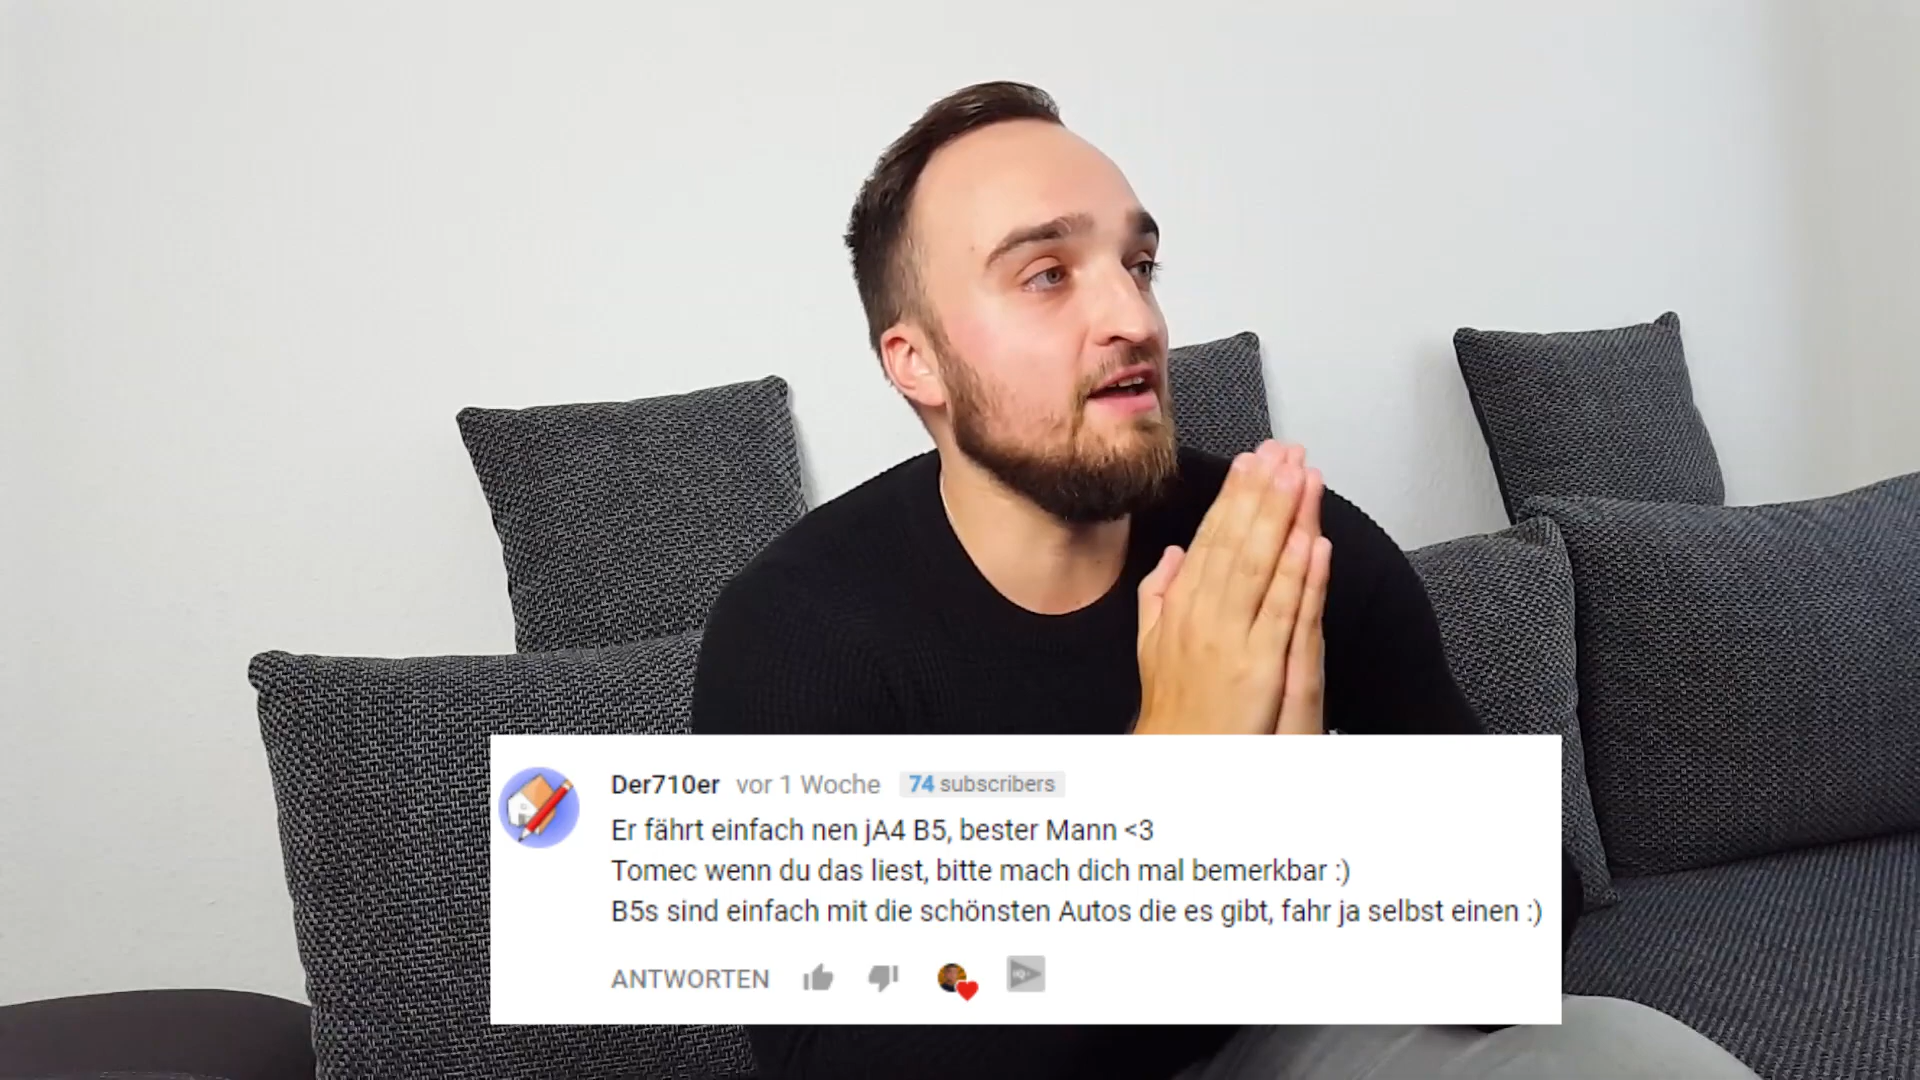 Der710er vor 1 Woche 74 subscribers
Er fährt einfach nen jA4 B5, bester Mann <3
Tomec wenn du das liest, bitte mach dich mal bemerkbar :)
B5s sind einfach mit die schönsten Autos die es gibt, fahr ja selbst einen :)
ANTWORTEN